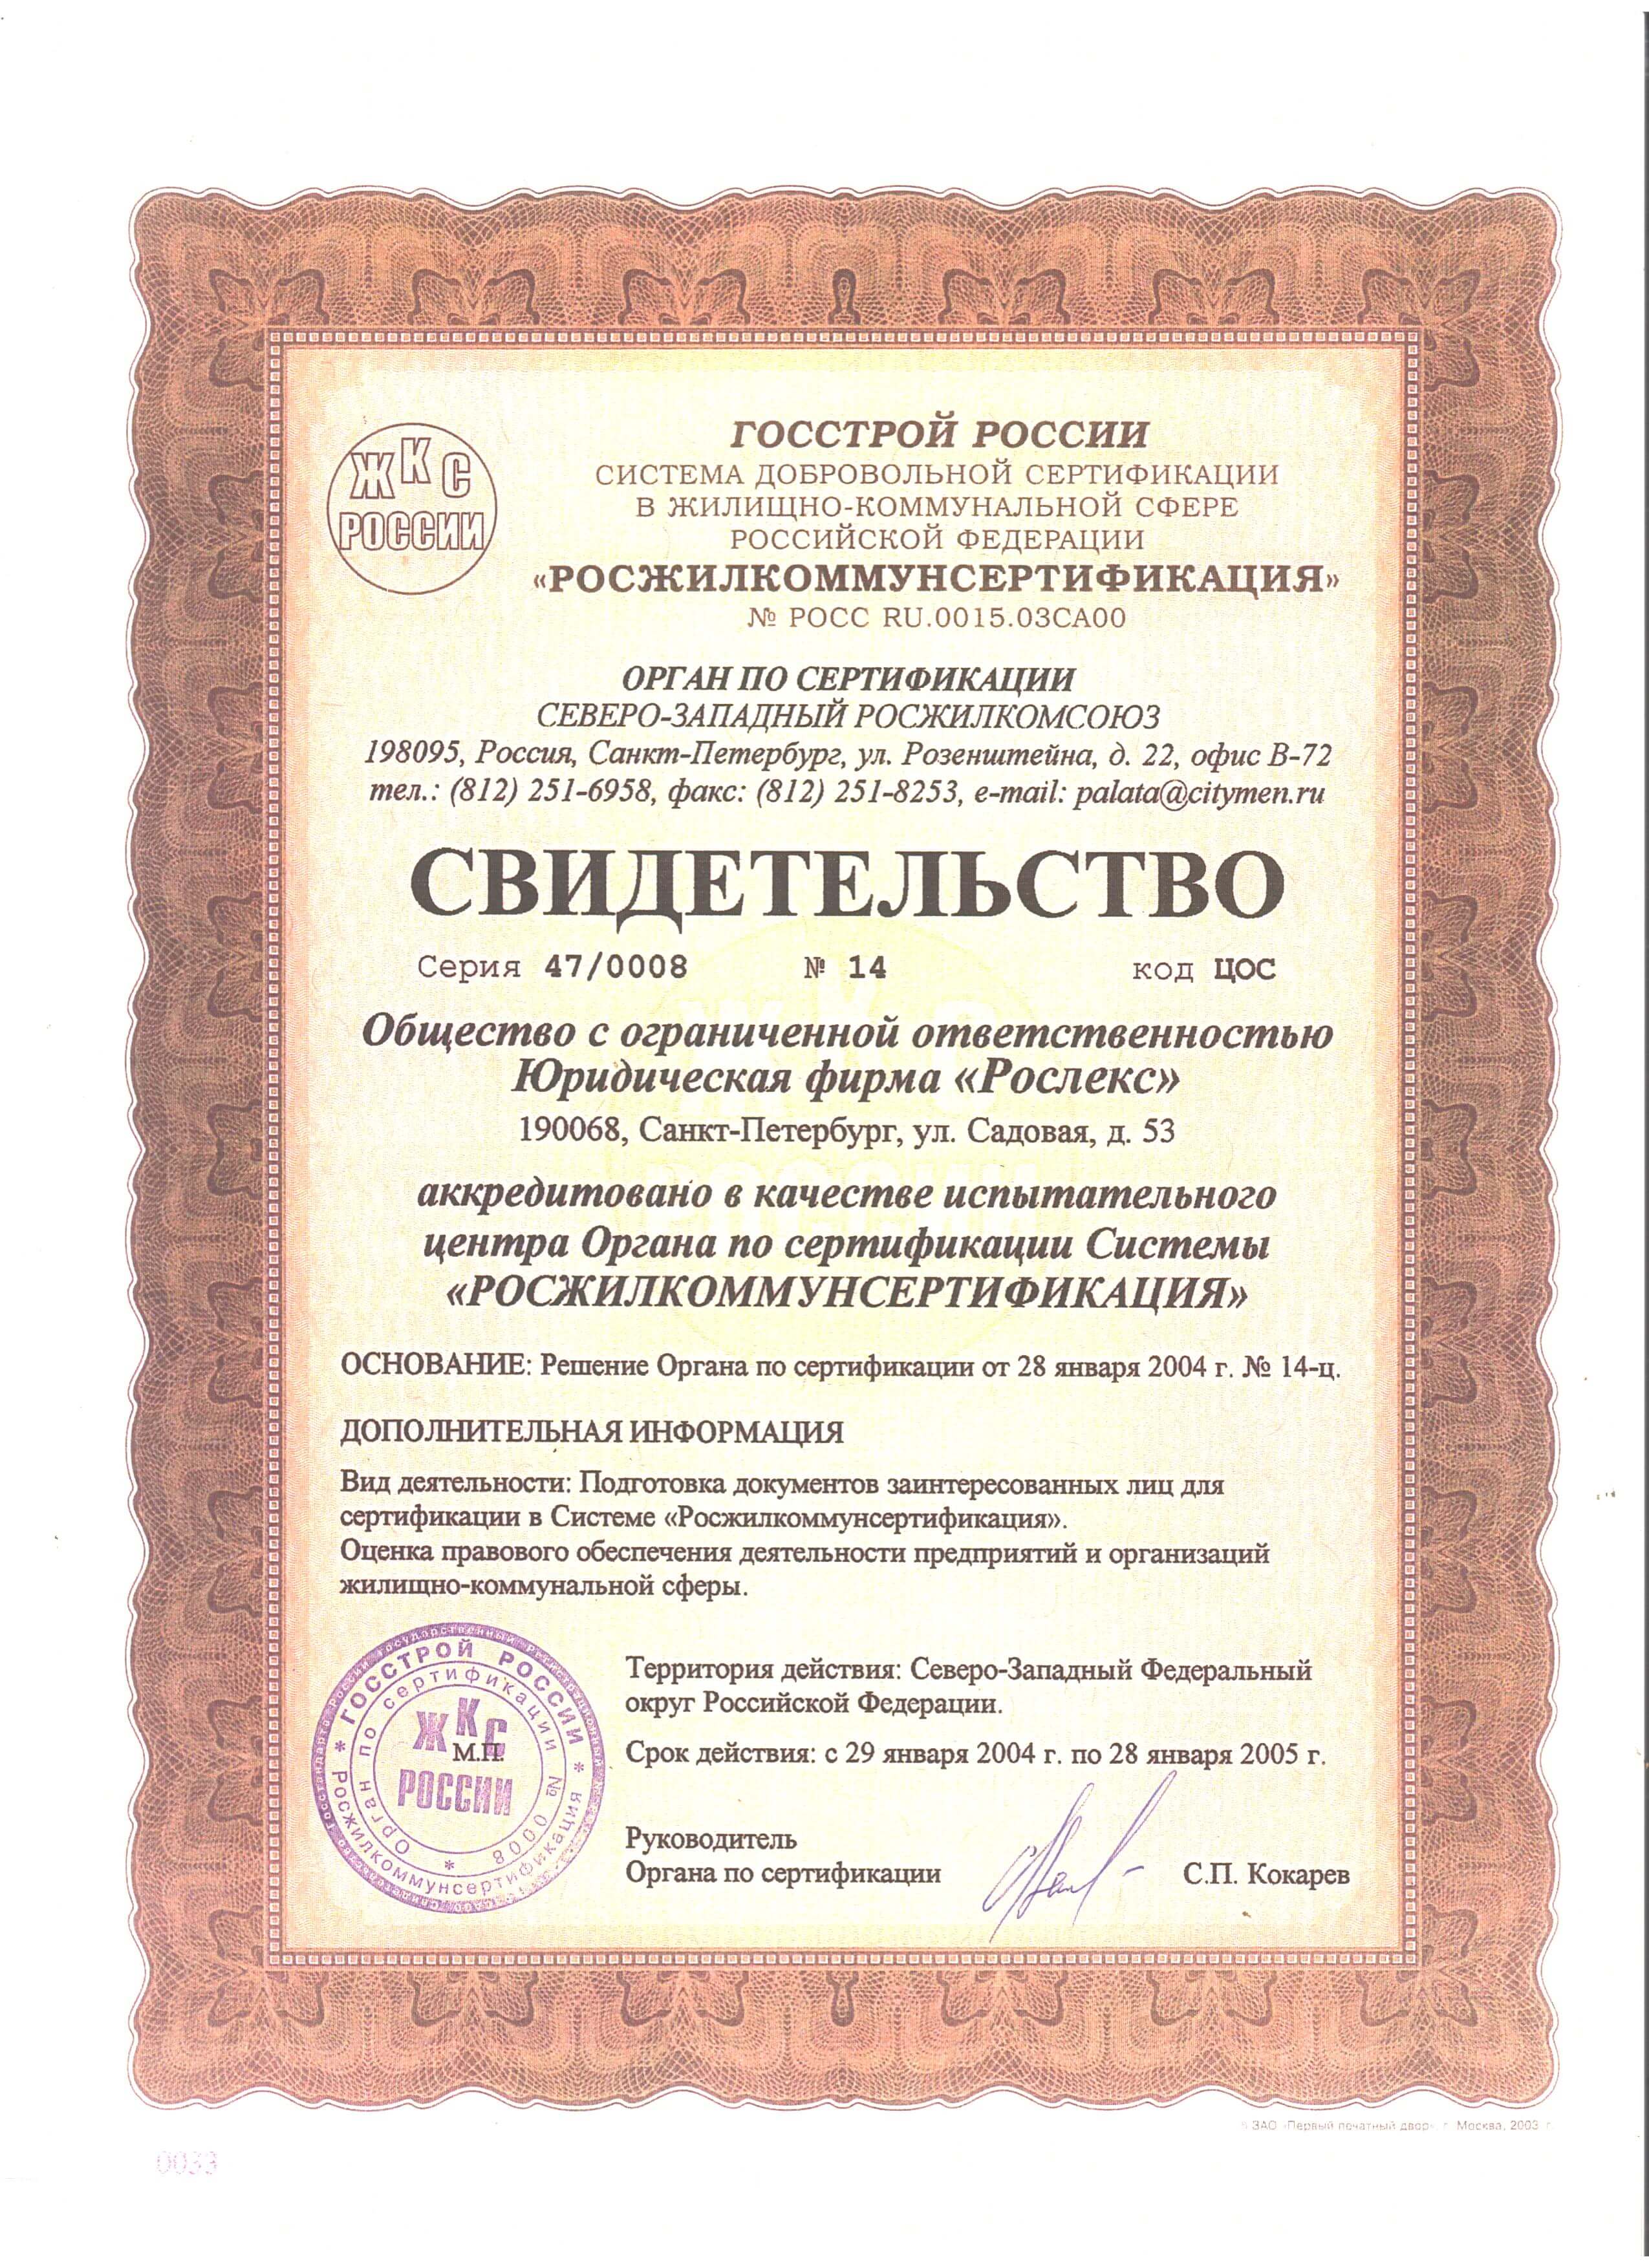 ЖКС
РОССИИ
ГОССТРОЙ РОССИИ
СИСТЕМА ДОБРОВОЛЬНОЙ СЕРТИФИКАЦИИ
В ЖИЛИЩНО-КОММУНАЛЬНОЙ СФЕРЕ
РОССИЙСКОЙ ФЕДЕРАЦИИ
«РОСЖИЛКОММУНСЕРТИФИКАЦИЯ»
№ РОСС RU.0015.03СА00
ОРГАН ПО СЕРТИФИКАЦИИ
СЕВЕРО-ЗАПАДНЫЙ РОСЖИЛКОМСОЮЗ
198095, Россия, Санкт-Петербург, ул. Розенштейна, д. 22, офис В-72
тел.: (812) 251-6958, факс: (812) 251-8253, e-mail: palata@citymen.ru
СВИДЕТЕЛЬСТВО
Серия 47/0008 № 14 код ЦОС
Общество с ограниченной ответственностью
Юридическая фирма «Рослекс»
190068, Санкт-Петербург, ул. Садовая, д. 53
аккредитовано в качестве испытательного
центра Органа по сертификации Системы
«РОСЖИЛКОММУНСЕРТИФИКАЦИЯ»
ОСНОВАНИЕ: Решение Органа по сертификации от 28 января 2004 г. № 14-ц.
ДОПОЛНИТЕЛЬНАЯ ИНФОРМАЦИЯ
Вид деятельности: Подготовка документов заинтересованных лиц для
сертификации в Системе «Росжилкоммунсертификация».
Оценка правового обеспечения деятельности предприятий и организаций
жилищно-коммунальной сферы.
Территория действия: Северо-Западный Федеральный
округ Российской Федерации.
Срок действия: с 29 января 2004 г. по 28 января 2005 г.
Руководитель
Органа по сертификации С.П. Кокарев
* ГОССТРОЙ РОССИИ *
Росжилкоммунсертификация
Орган по сертификации № 0008 *
ЖКС
М.П.
РОССИИ
ЗАО «Первый печатный двор», г. Москва, 2003 г.
0033